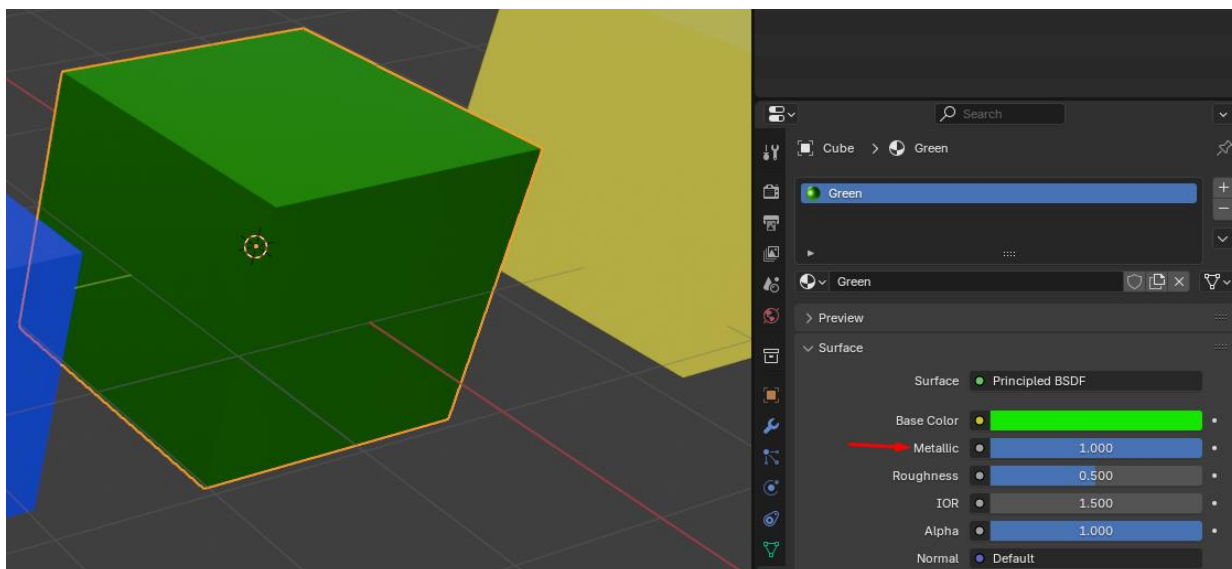 Search
Cube > Green
Green
Green
Preview
Surface
Surface Principled BSDF
Base Color
Metallic 1.000
Roughness 0.500
IOR 1.500
Alpha 1.000
Normal Default